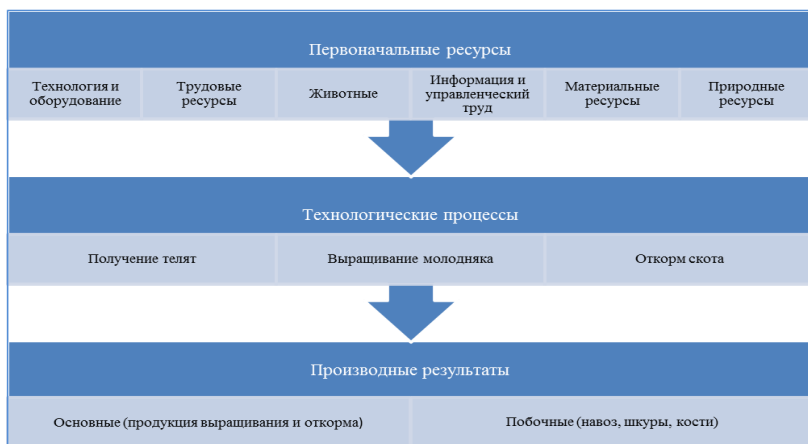 Первоначальные ресурсы
Технология и
оборудование
Трудовые
ресурсы
Животные
Информация и
управленческий
труд
Материальные
ресурсы
Природные
ресурсы
Технологические процессы
Получение телят
Выращивание молодняка
Откорм скота
Производные результаты
Основные (продукция выращивания и откорма)
Побочные (навоз, шкуры, кости)